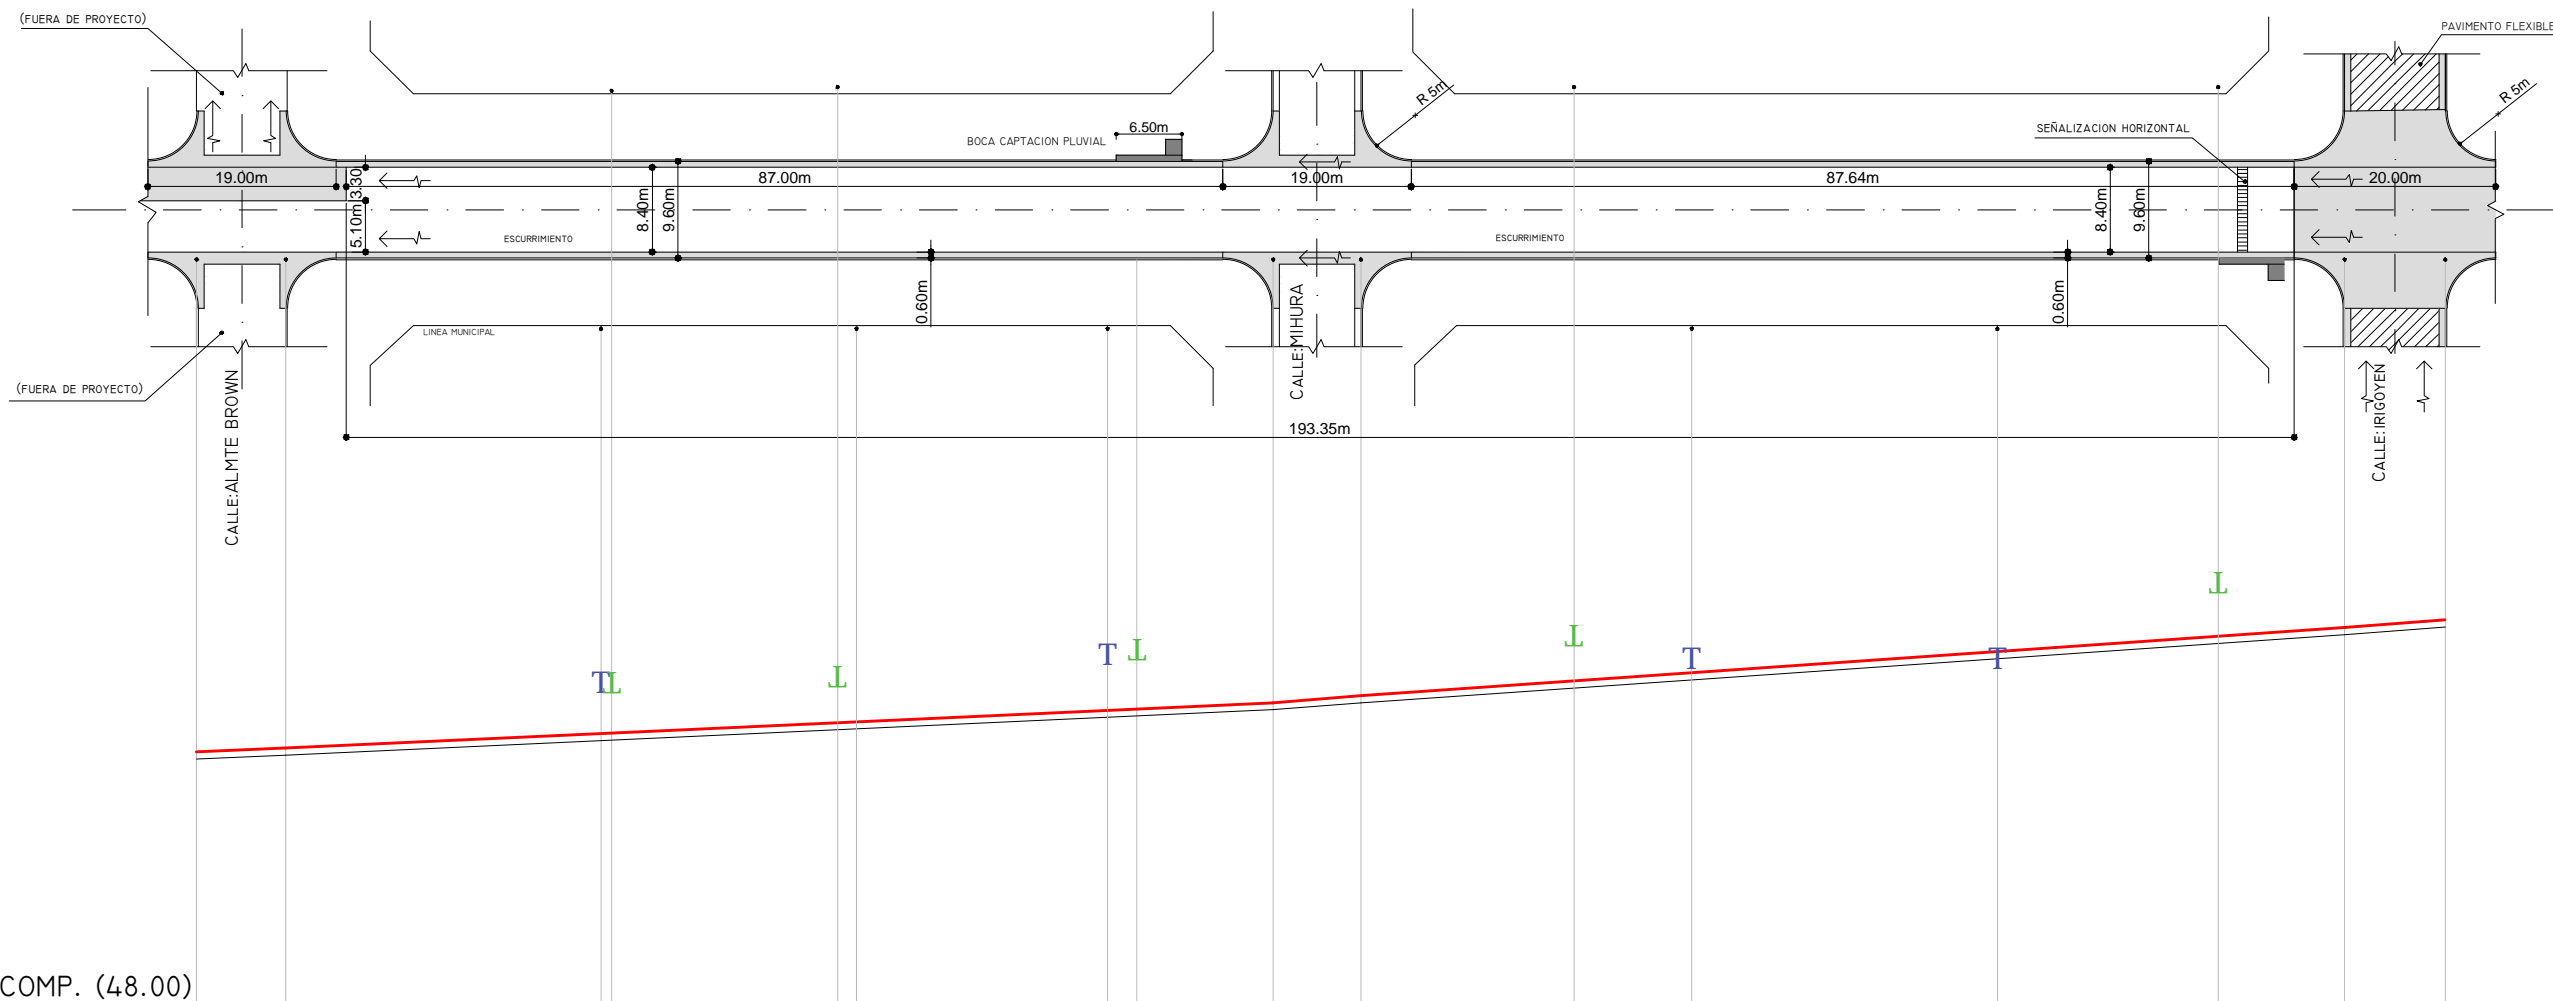 (FUERA DE PROYECTO)
PAVIMENTO FLEXIBLE
R 5m
R 5m
6.50m
BOCA CAPTACION PLUVIAL
SEÑALIZACION HORIZONTAL
19.00m
3.30
87.00m
19.00m
87.64m
20.00m
5.10m
8.40m
9.60m
8.40m
9.60m
ESCURRIMIENTO
ESCURRIMIENTO
0.60m
0.60m
LINEA MUNICIPAL
(FUERA DE PROYECTO)
CALLE:ALMTE BROWN
CALLE:MIHURA
CALLE:IRIGOYEN
193.35m
T
T
T
T
T
T
T
T
T
COMP. (48.00)